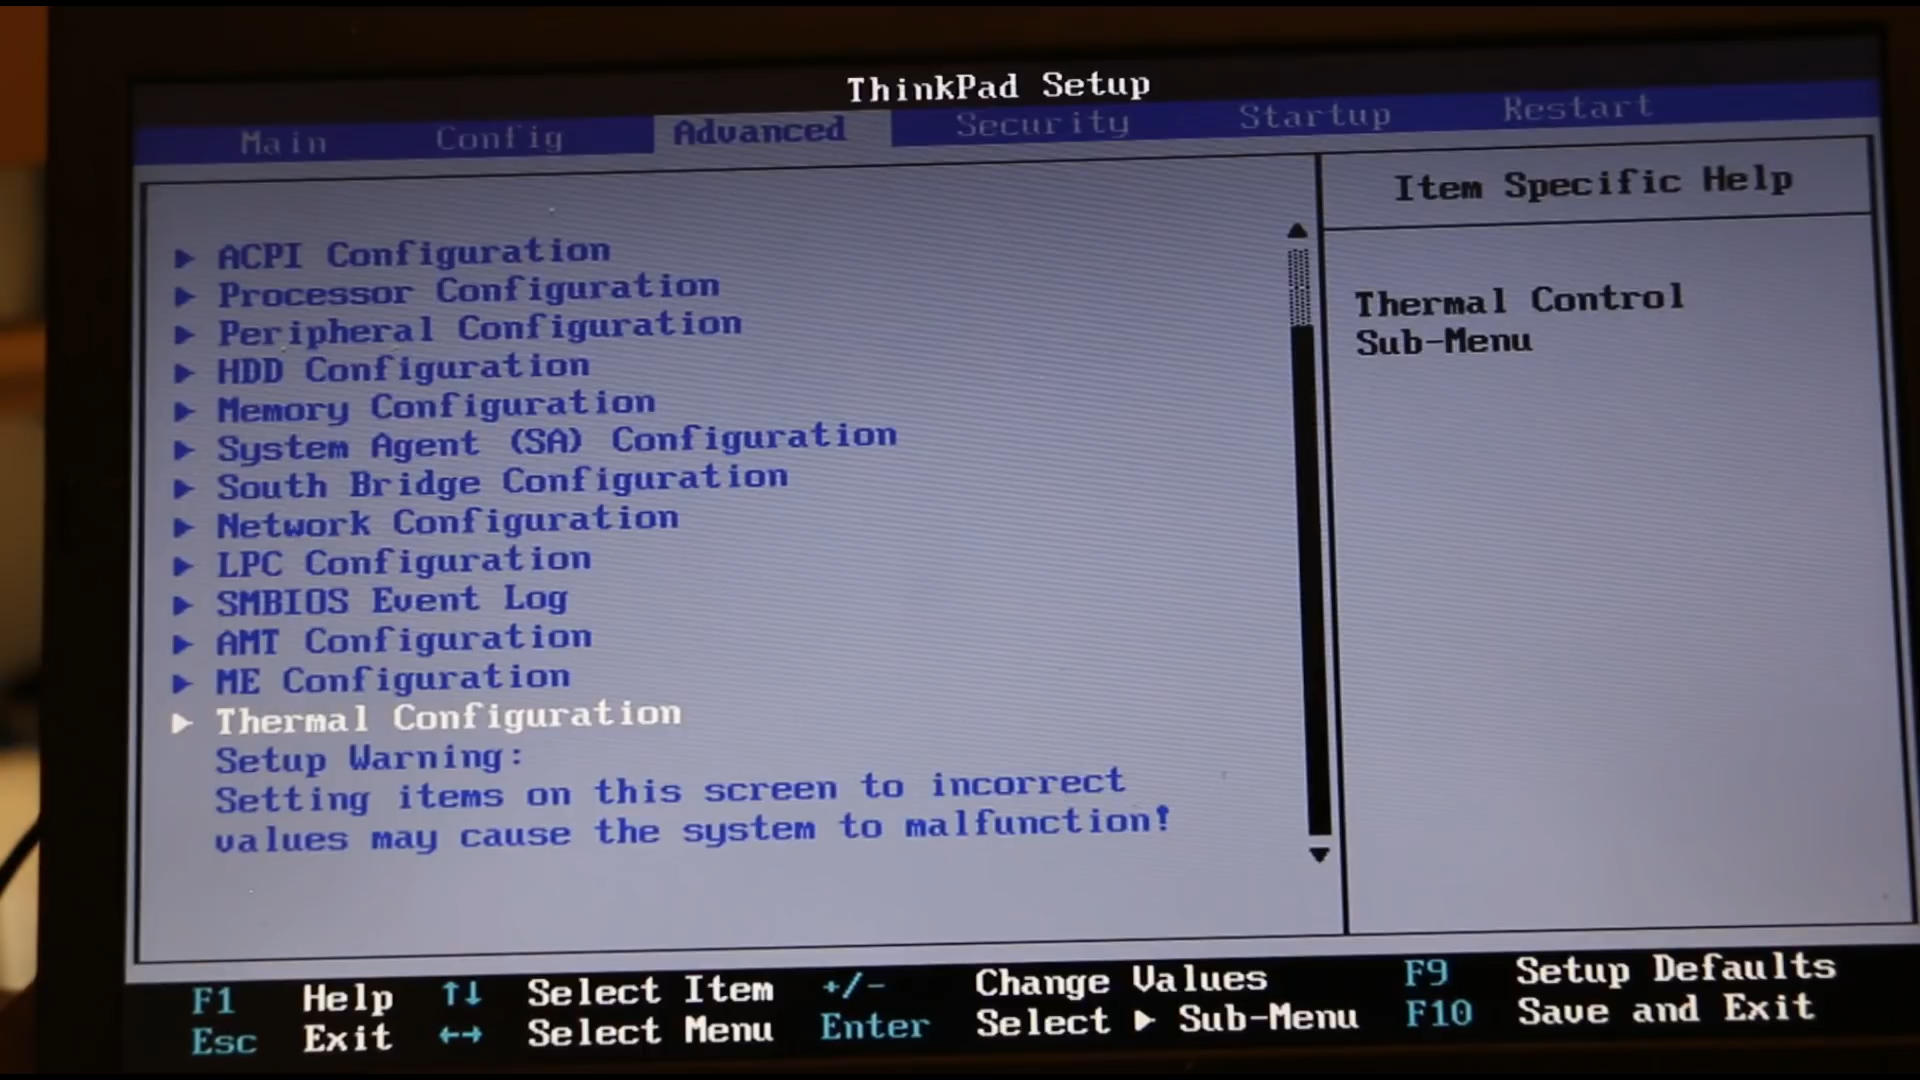 ThinkPad Setup
Main Config Advanced Security Startup Restart
Item Specific Help
ACPI Configuration
Processor Configuration
Peripheral Configuration
HDD Configuration
Memory Configuration
System Agent (SA) Configuration
South Bridge Configuration
Network Configuration
LPC Configuration
SMBIOS Event Log
AMT Configuration
ME Configuration
Thermal Configuration
Setup Warning:
Setting items on this screen to incorrect
values may cause the system to malfunction!
Thermal Control
Sub-Menu
F1 Help ↑↓ Select Item +/- Change Values F9 Setup Defaults
Esc Exit ←→ Select Menu Enter Select ▶ Sub-Menu F10 Save and Exit